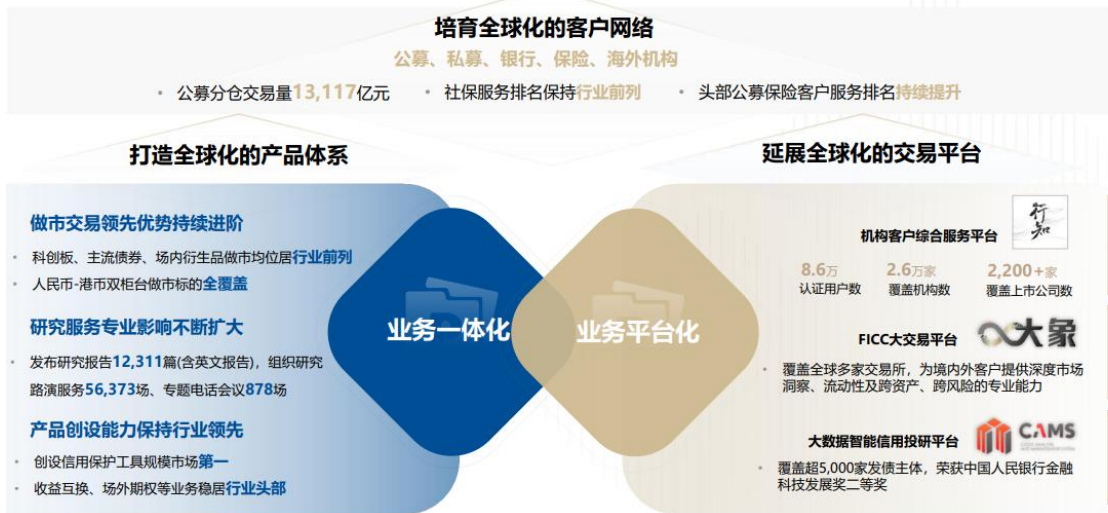 培育全球化的客户网络
公募、私募、银行、保险、海外机构
· 公募分仓交易量13,117亿元 · 社保服务排名保持行业前列 · 头部公募保险客户服务排名持续提升
打造全球化的产品体系
做市交易领先优势持续进阶
· 科创板、主流债券、场内衍生品做市均位居行业前列
· 人民币-港币双柜台做市标的全覆盖
研究服务专业影响不断扩大
· 发布研究报告12,311篇(含英文报告)，组织研究
路演服务56,373场、专题电话会议878场
产品创设能力保持行业领先
· 创设信用保护工具规模市场第一
· 收益互换、场外期权等业务稳居行业头部
业务一体化
业务平台化
延展全球化的交易平台
机构客户综合服务平台
行知
8.6万 2.6万家 2,200+家
认证用户数 覆盖机构数 覆盖上市公司数
FICC大交易平台
大象
· 覆盖全球多家交易所，为境内外客户提供深度市场
洞察、流动性及跨资产、跨风险的专业能力
大数据智能信用投研平台
CAMS
· 覆盖超5,000家发债主体，荣获中国人民银行金融
科技发展奖二等奖